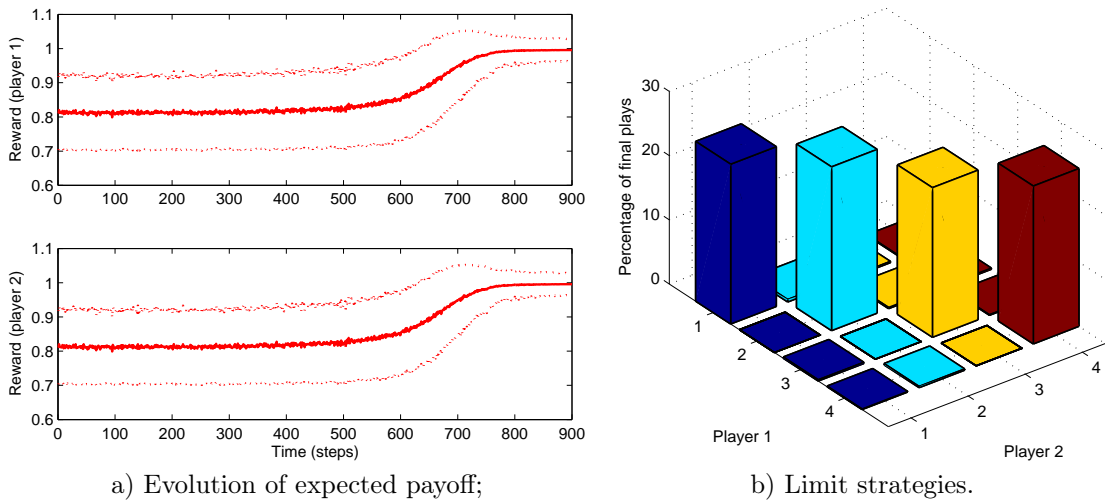 1.1
1
0.9
0.8
0.7
0.6
Reward (player 1)
0 100 200 300 400 500 600 700 800 900
1.1
1
0.9
0.8
0.7
0.6
Reward (player 2)
0 100 200 300 400 500 600 700 800 900
Time (steps)
a) Evolution of expected payoff;
30
20
10
0
Percentage of final plays
1
2
3
4
Player 1
1
2
3
4
Player 2
b) Limit strategies.